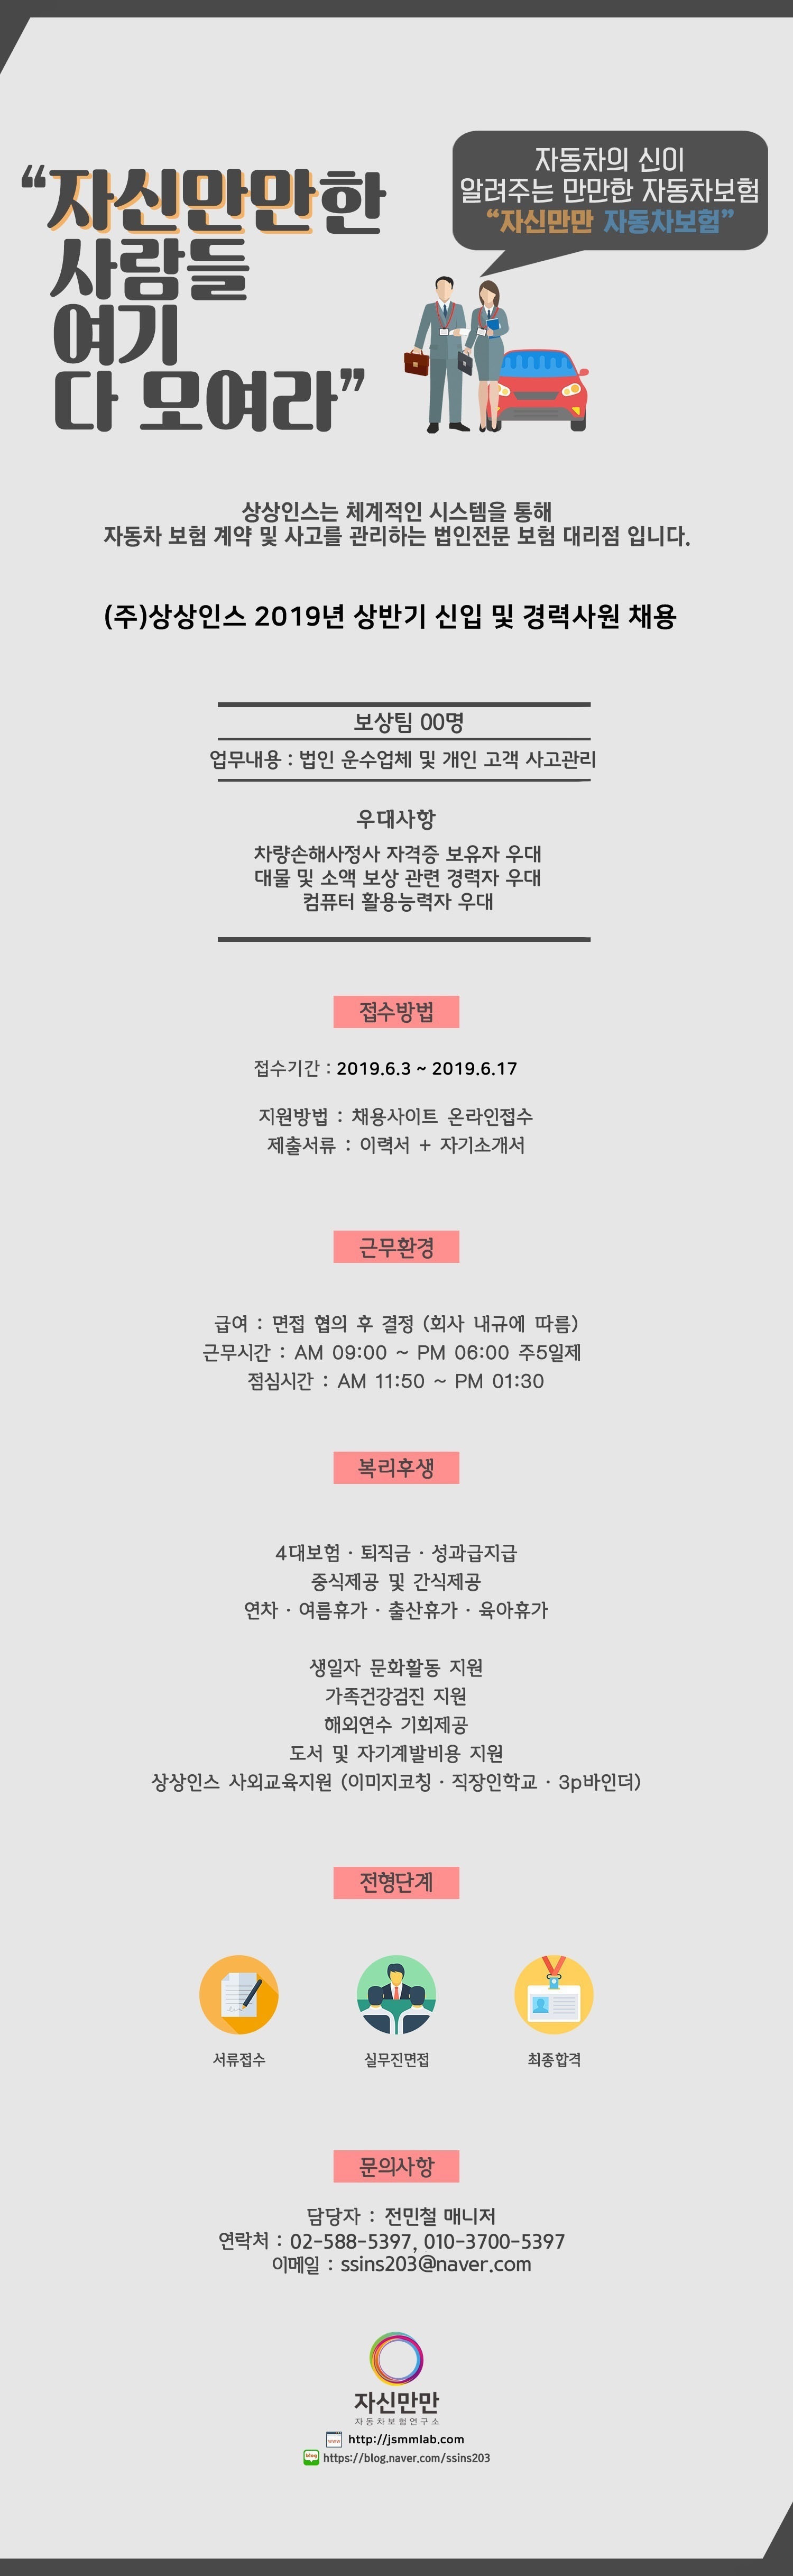 “자신만만한
사람들
여기
다 모여라”
자동차의 신이
알려주는 만만한 자동차보험
“자신만만 자동차보험”
상상인스는 체계적인 시스템을 통해
자동차 보험 계약 및 사고를 관리하는 법인전문 보험 대리점 입니다.
(주)상상인스 2019년 상반기 신입 및 경력사원 채용
보상팀 00명
업무내용 : 법인 운수업체 및 개인 고객 사고관리
우대사항
차량손해사정사 자격증 보유자 우대
대물 및 소액 보상 관련 경력자 우대
컴퓨터 활용능력자 우대
접수방법
접수기간 : 2019.6.3 ~ 2019.6.17
지원방법 : 채용사이트 온라인접수
제출서류 : 이력서 + 자기소개서
근무환경
급여 : 면접 협의 후 결정 (회사 내규에 따름)
근무시간 : AM 09:00 ~ PM 06:00 주5일제
점심시간 : AM 11:50 ~ PM 01:30
복리후생
4대보험 · 퇴직금 · 성과급지급
중식제공 및 간식제공
연차 · 여름휴가 · 출산휴가 · 육아휴가
생일자 문화활동 지원
가족건강검진 지원
해외연수 기회제공
도서 및 자기계발비용 지원
상상인스 사외교육지원 (이미지코칭 · 직장인학교 · 3p바인더)
전형단계
서류접수 실무진면접 최종합격
문의사항
담당자 : 전민철 매니저
연락처 : 02-588-5397, 010-3700-5397
이메일 : ssins203@naver.com
자신만만
자동차보험연구소
www http://jsmmlab.com
blog https://blog.naver.com/ssins203